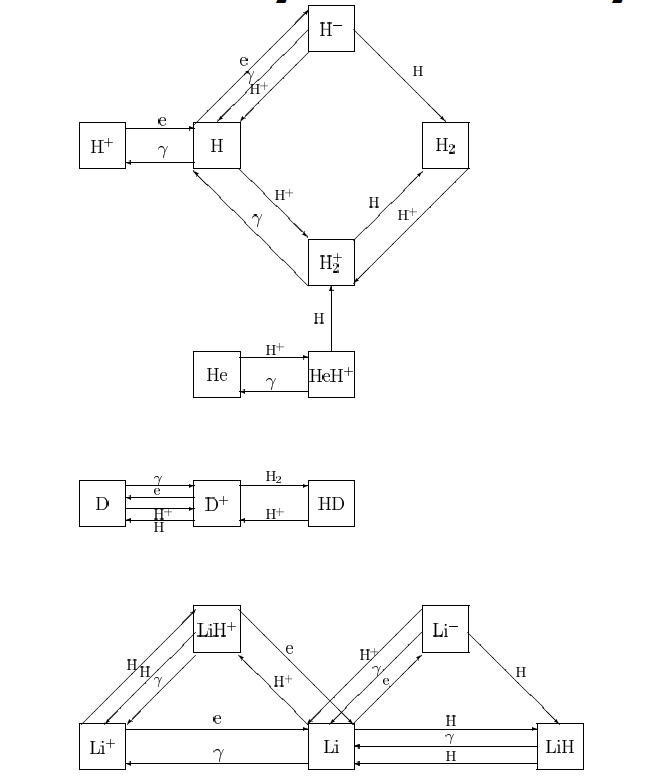 H⁻
e
γ
H⁺
H
H⁺
e
γ
H
H₂
H⁺
γ
H
H⁺
H₂⁺
H
He
H⁺
γ
HeH⁺
D
γ
e
H⁺
H
D⁺
H₂
H⁺
HD
LiH⁺
Li⁻
H
H
γ
e
H⁺
H⁺
γ
e
H
Li⁺
e
γ
Li
H
γ
H
LiH